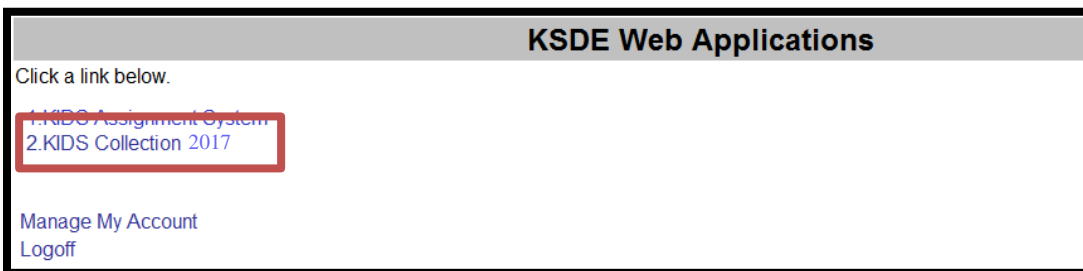 KSDE Web Applications
Click a link below.
1.KIDS Assignment System
2.KIDS Collection 2017
Manage My Account
Logoff